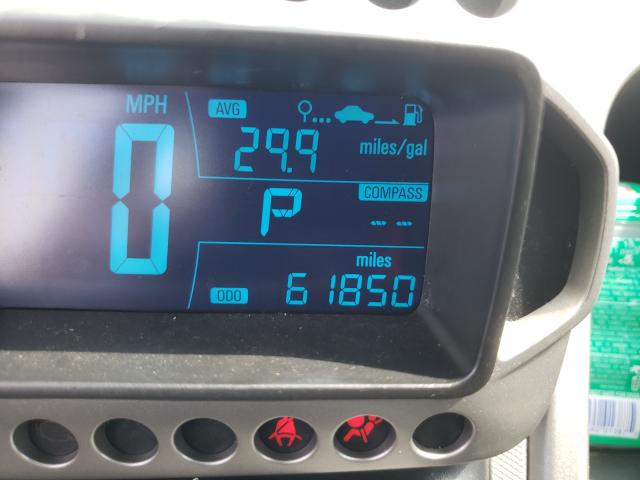 MPH
0
AVG
29.9 miles/gal
P
COMPASS
-- --
miles
ODO 61850